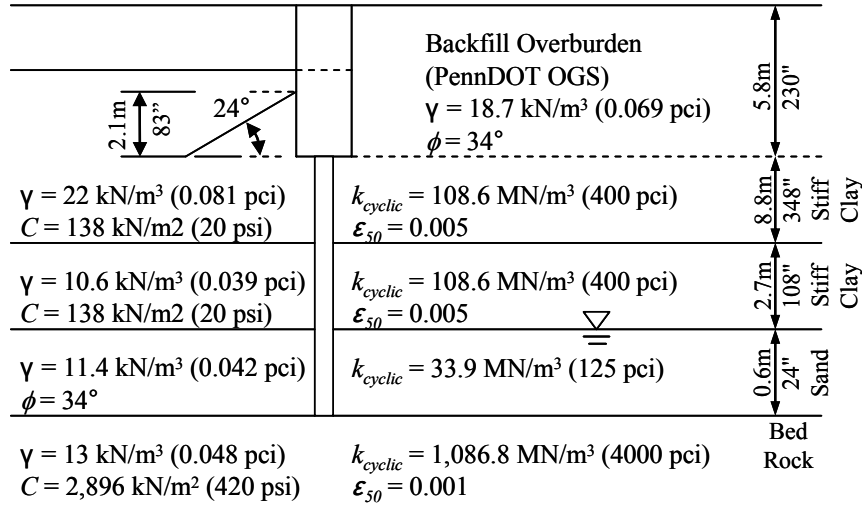 Backfill Overburden
(PennDOT OGS)
γ = 18.7 kN/m³ (0.069 pci)
ϕ = 34°
5.8m
230"
2.1m
83”
24°
γ = 22 kN/m³ (0.081 pci)
C = 138 kN/m2 (20 psi)
k_cyclic = 108.6 MN/m³ (400 pci)
ε_50 = 0.005
8.8m
348"
Stiff
Clay
γ = 10.6 kN/m³ (0.039 pci)
C = 138 kN/m2 (20 psi)
k_cyclic = 108.6 MN/m³ (400 pci)
ε_50 = 0.005
2.7m
108"
Stiff
Clay
γ = 11.4 kN/m³ (0.042 pci)
ϕ = 34°
k_cyclic = 33.9 MN/m³ (125 pci)
0.6m
24"
Sand
γ = 13 kN/m³ (0.048 pci)
C = 2,896 kN/m² (420 psi)
k_cyclic = 1,086.8 MN/m³ (4000 pci)
ε_50 = 0.001
Bed
Rock